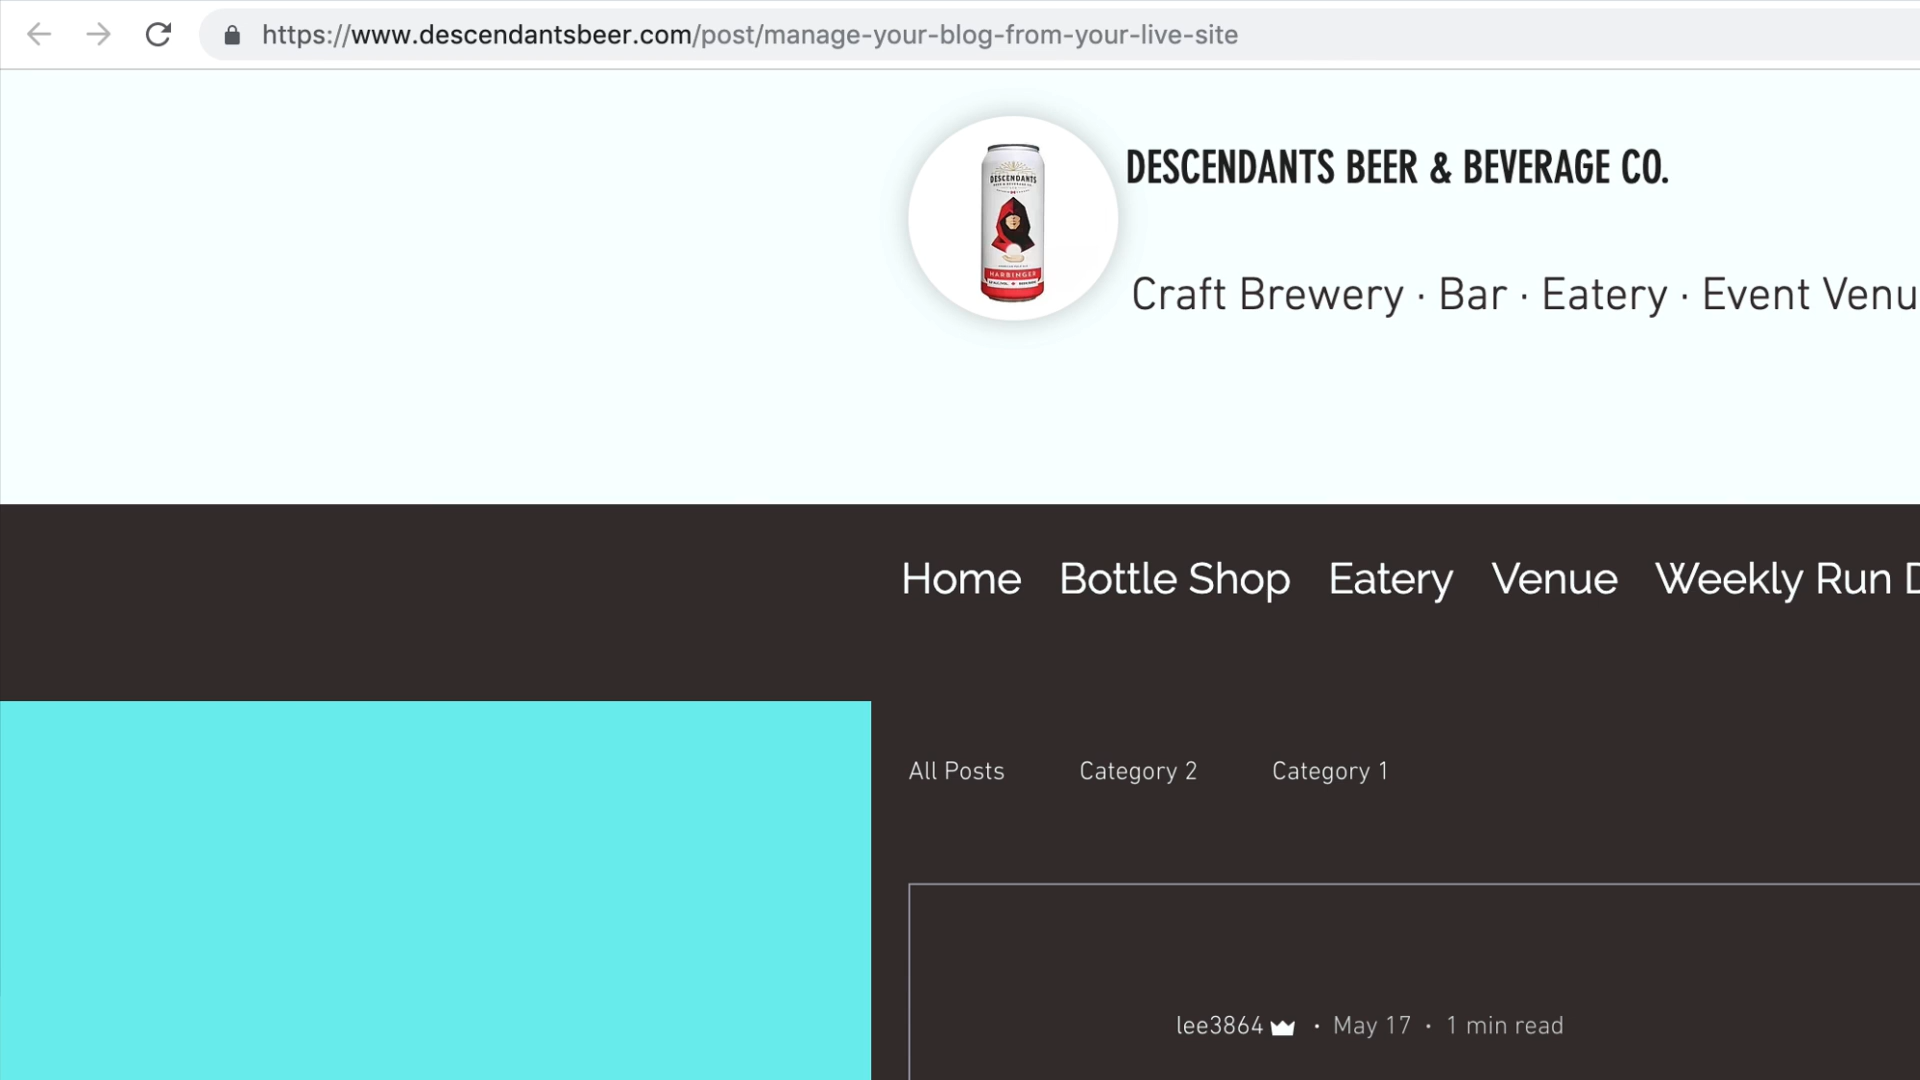 https://www.descendantsbeer.com/post/manage-your-blog-from-your-live-site
DESCENDANTS
HARBINGER
DESCENDANTS BEER & BEVERAGE CO.
Craft Brewery · Bar · Eatery · Event Venu
Home Bottle Shop Eatery Venue Weekly Run D
All Posts Category 2 Category 1
lee3864 · May 17 · 1 min read